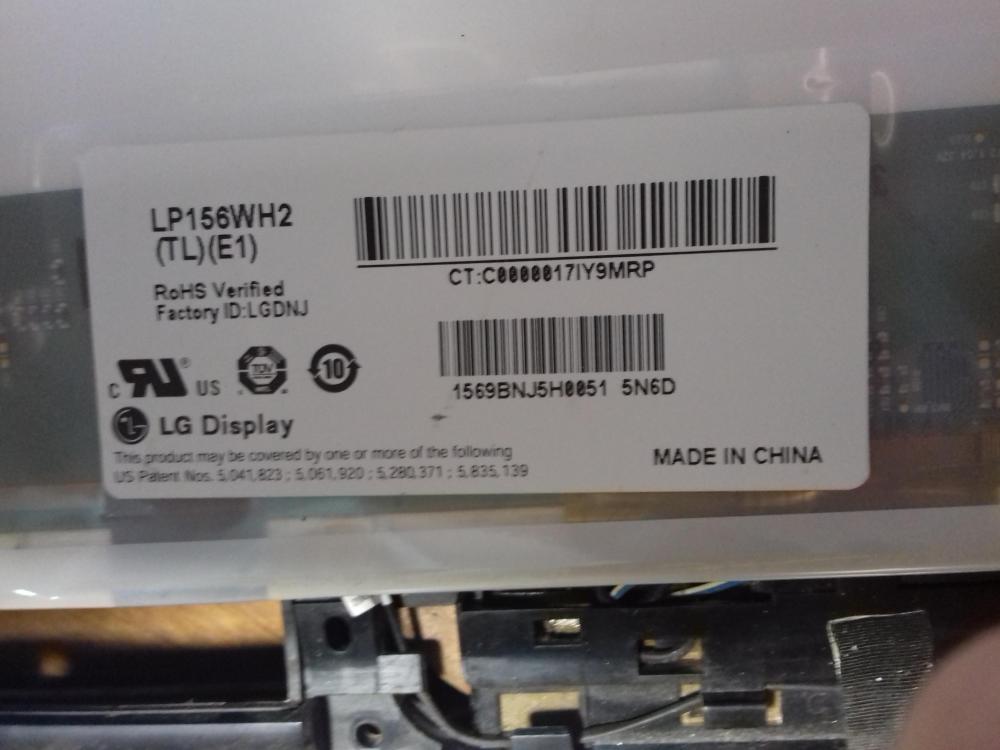 LP156WH2
(TL)(E1)
CT:C0000017IY9MRP
RoHS Verified
Factory ID:LGDNJ
1569BNJ5H0051 5N6D
C RU ® US
TÜV
10
LG Display
This product may be covered by one or more of the following
US Patent Nos. 5,041,823 ; 5,061,920 ; 5,280,371 ; 5,835,139
MADE IN CHINA